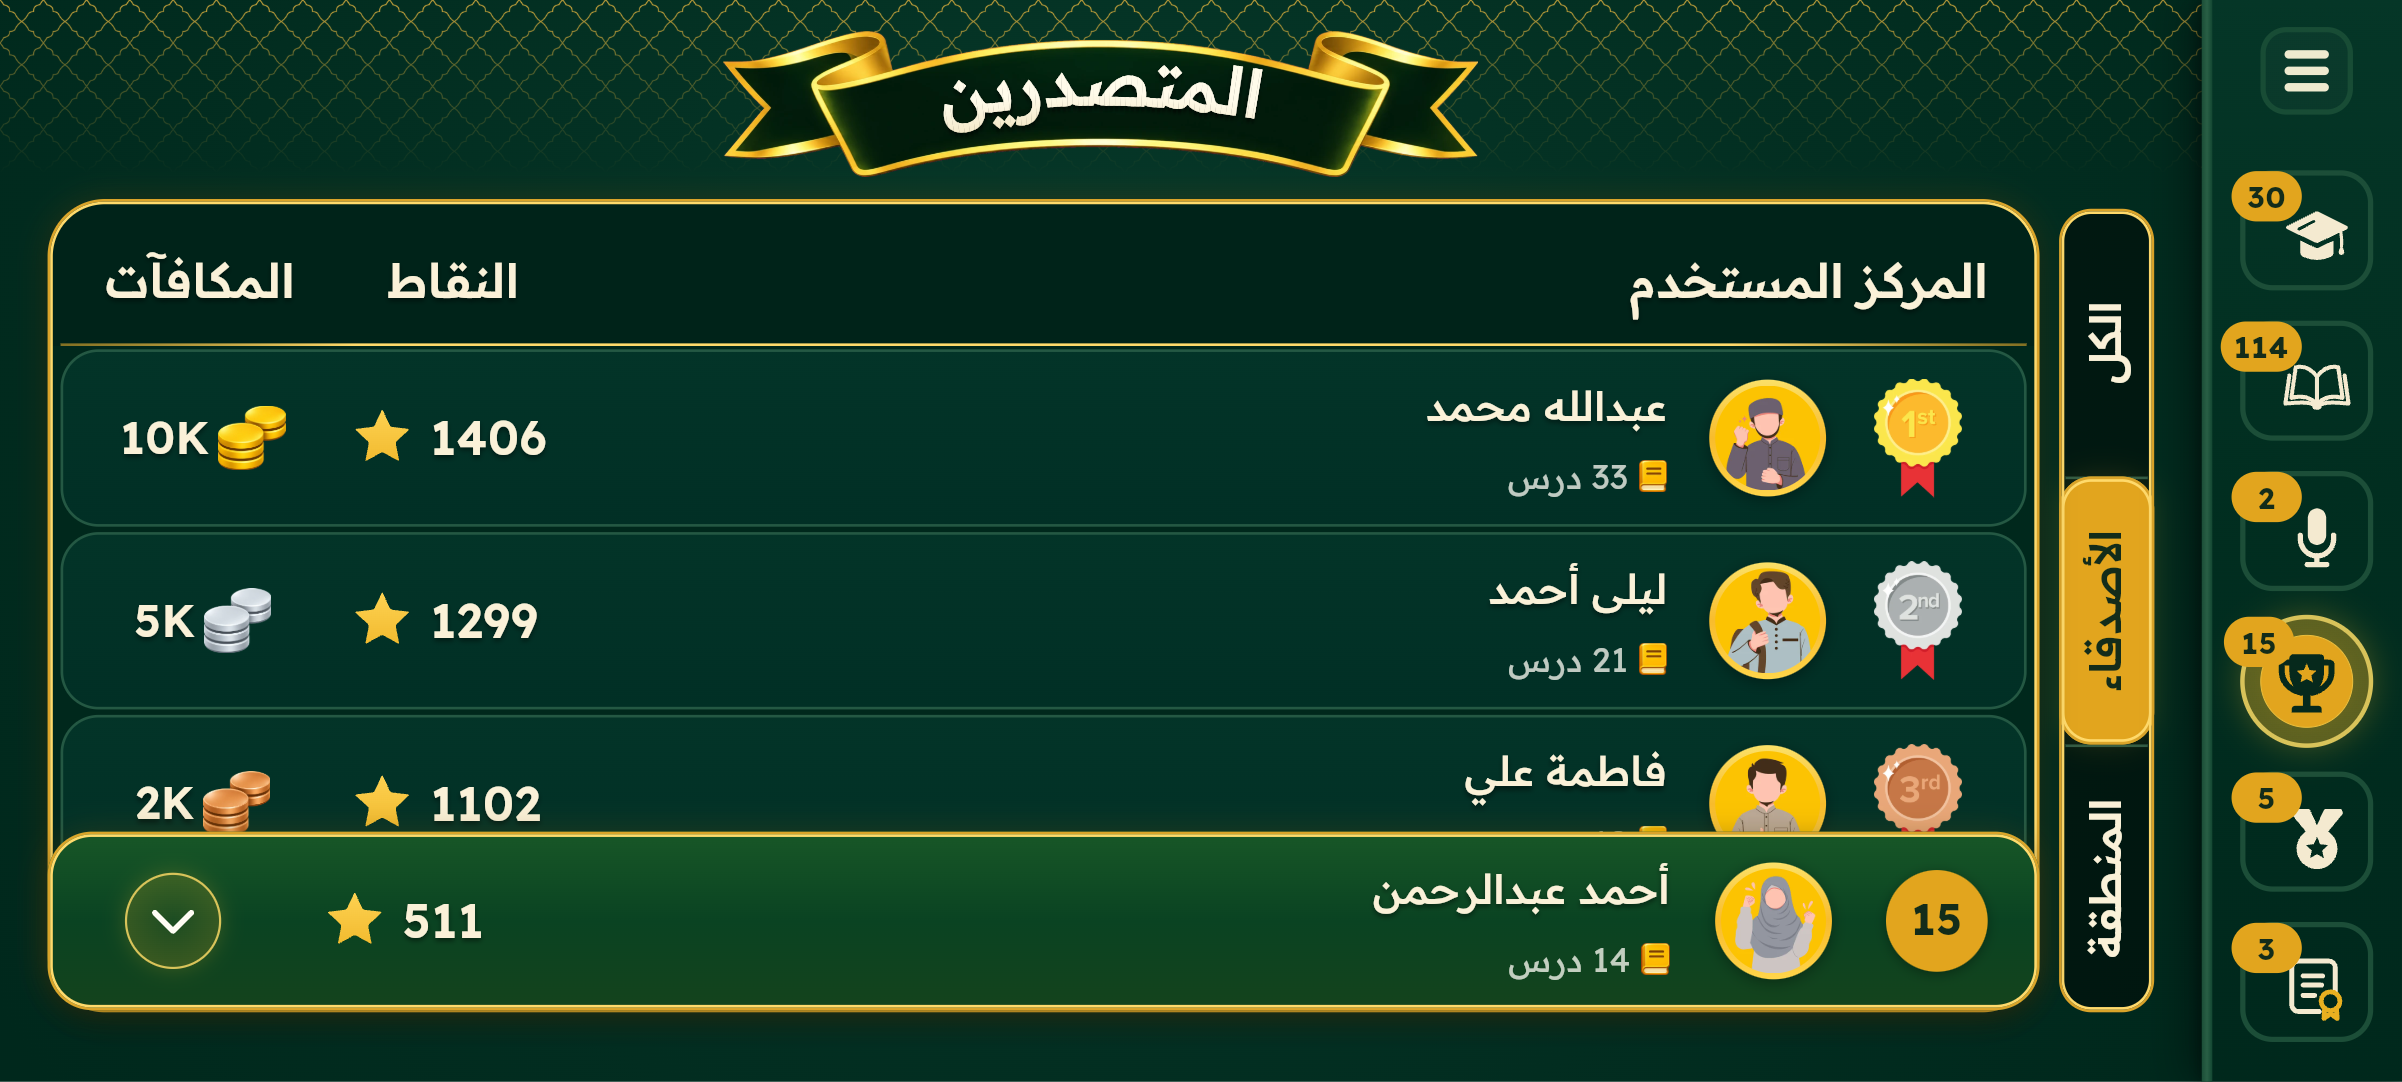 المتصدرين
المركز المستخدم النقاط المكافآت
1st عبدالله محمد 1406 10K
33 درس
2nd ليلى أحمد 1299 5K
21 درس
3rd فاطمة علي 1102 2K
15 أحمد عبدالرحمن 511
14 درس
الكل
الأصدقاء
المنطقة
30
114
2
15
5
3